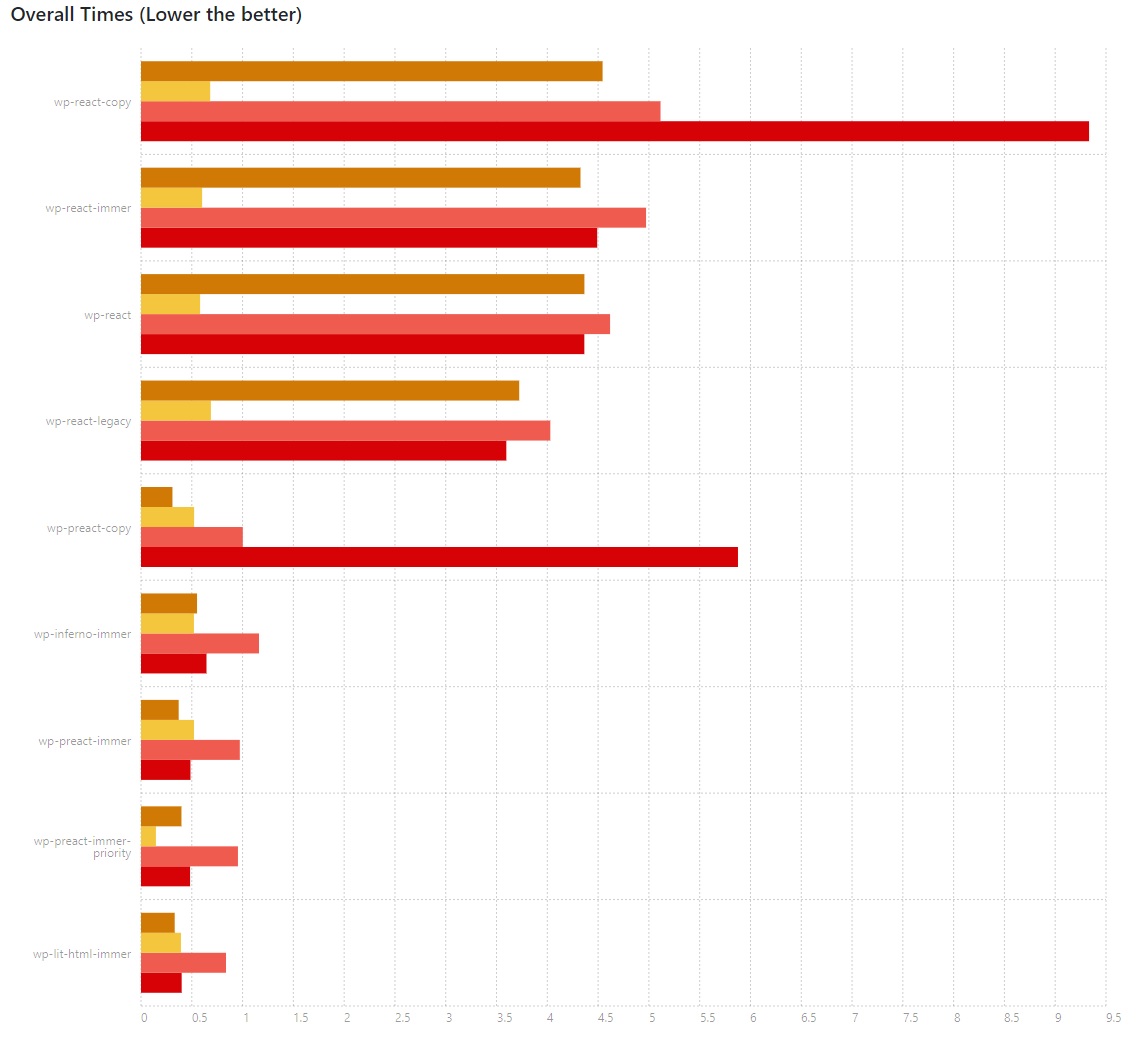 Overall Times (Lower the better)
wp-react-copy
wp-react-immer
wp-react
wp-react-legacy
wp-preact-copy
wp-inferno-immer
wp-preact-immer
wp-preact-immer-
priority
wp-lit-html-immer
0 0.5 1 1.5 2 2.5 3 3.5 4 4.5 5 5.5 6 6.5 7 7.5 8 8.5 9 9.5